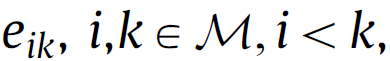 e_{ik}, i,k ∈ ℳ, i < k,